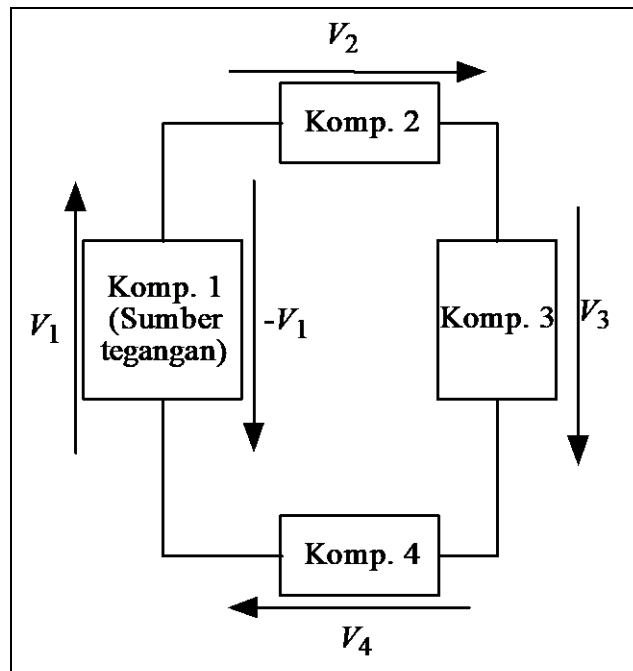 V2
Komp. 2
Komp. 1
(Sumber
tegangan)
V1
-V1
Komp. 3
V3
Komp. 4
V4